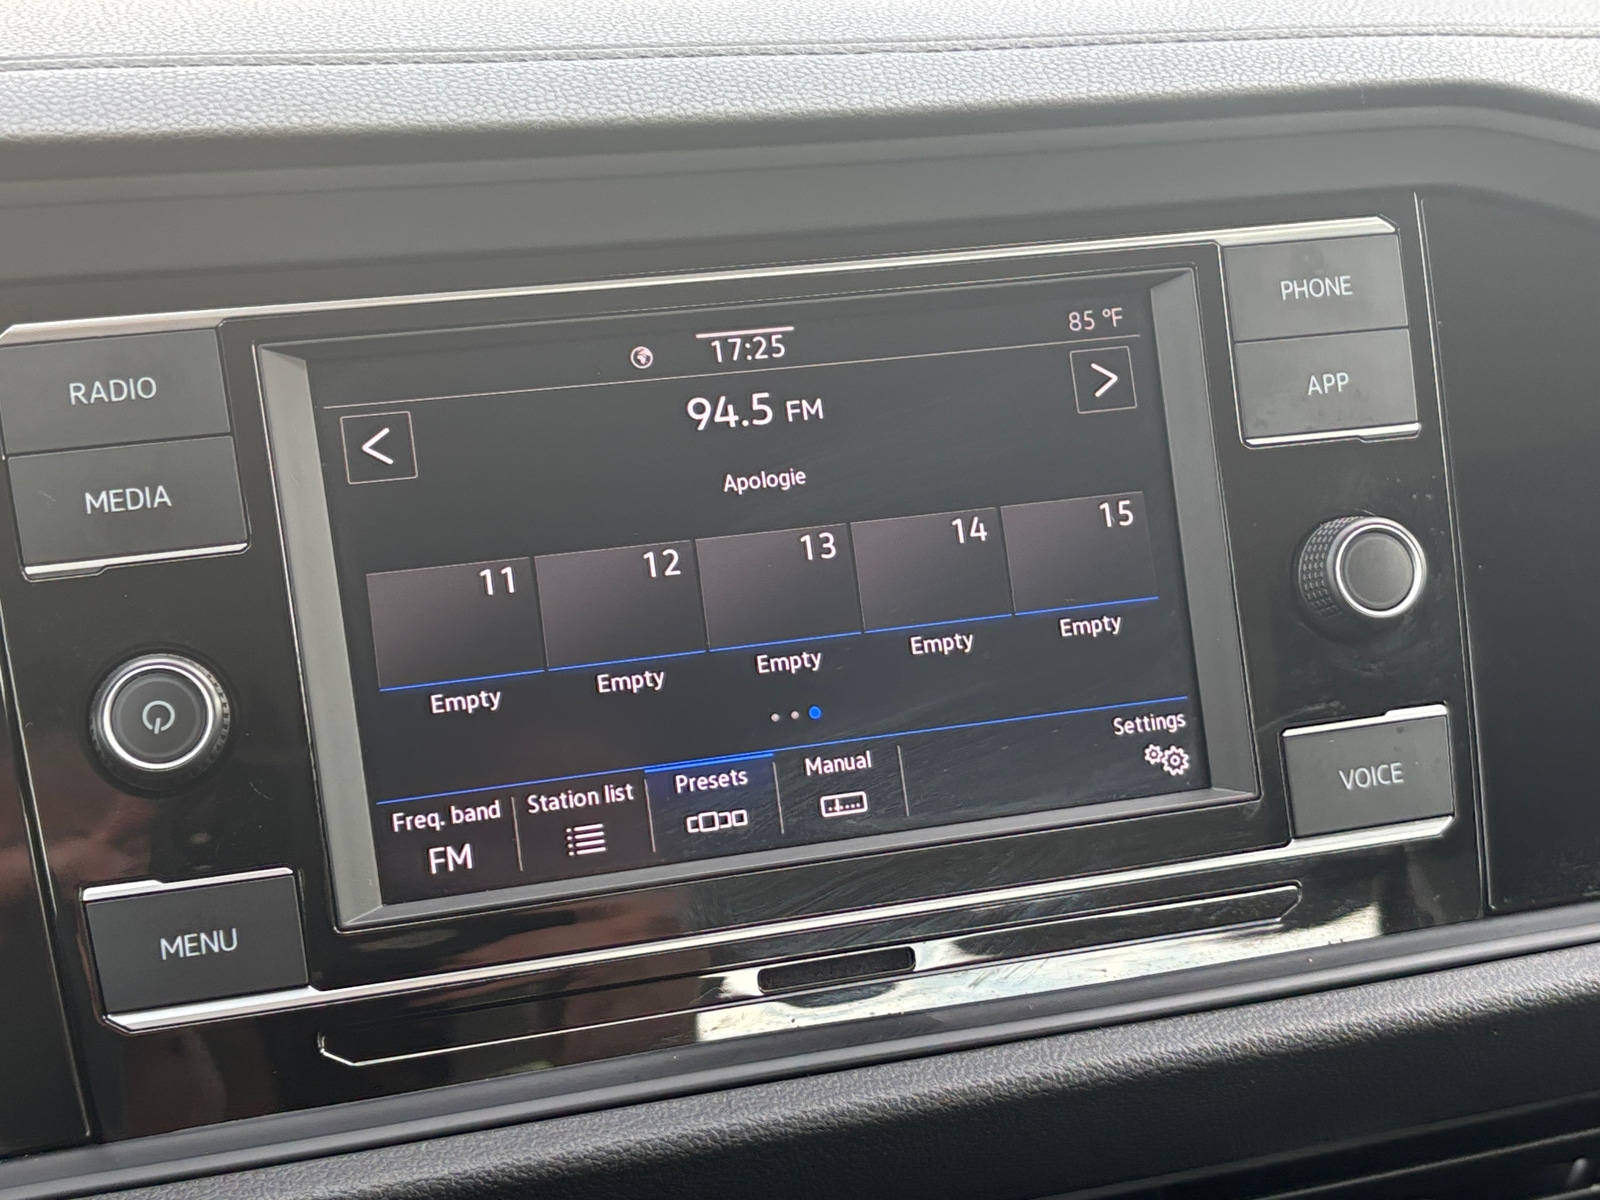 RADIO
MEDIA
MENU
PHONE
APP
VOICE
17:25
85 °F
94.5 FM
Apologie
11
12
13
14
15
Empty
Empty
Empty
Empty
Empty
Freq. band
FM
Station list
Presets
Manual
Settings